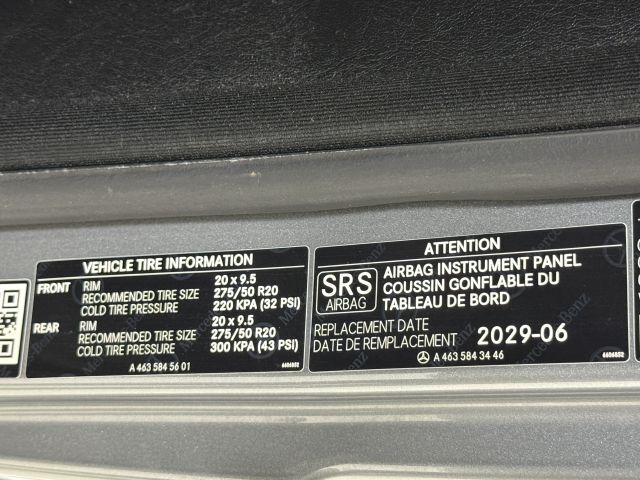 VEHICLE TIRE INFORMATION
FRONT RIM 20 x 9.5
RECOMMENDED TIRE SIZE 275/50 R20
COLD TIRE PRESSURE 220 KPA (32 PSI)
REAR RIM 20 x 9.5
RECOMMENDED TIRE SIZE 275/50 R20
COLD TIRE PRESSURE 300 KPA (43 PSI)
A 463 584 56 01
ATTENTION
SRS AIRBAG
AIRBAG INSTRUMENT PANEL
COUSSIN GONFLABLE DU
TABLEAU DE BORD
REPLACEMENT DATE
DATE DE REMPLACEMENT 2029-06
A 463 584 34 46